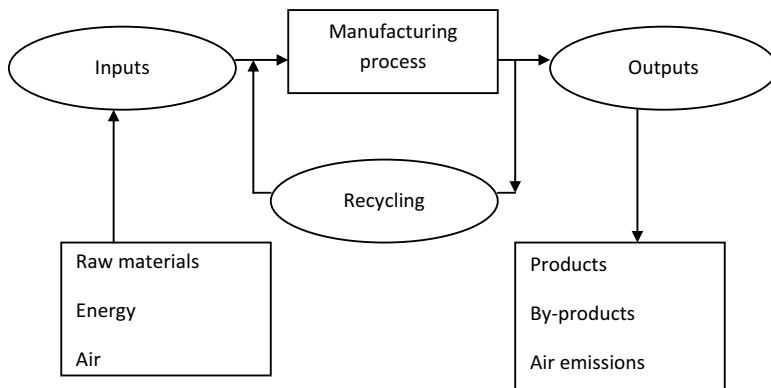 Inputs
Manufacturing
process
Outputs
Recycling
Raw materials
Energy
Air
Products
By-products
Air emissions